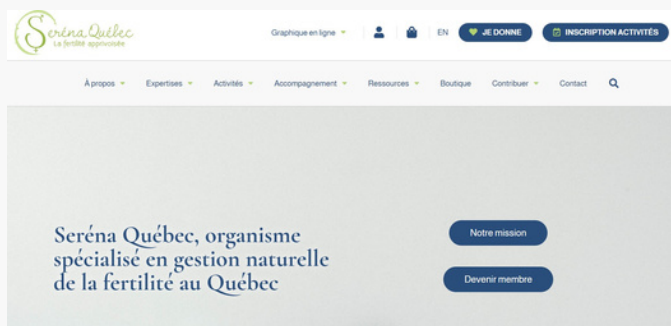 Seréna Québec
La fertilité apprivoisée
Graphique en ligne
EN
JE DONNE
INSCRIPTION ACTIVITÉS
À propos
Expertises
Activités
Accompagnement
Ressources
Boutique
Contribuer
Contact
Seréna Québec, organisme
spécialisé en gestion naturelle
de la fertilité au Québec
Notre mission
Devenir membre